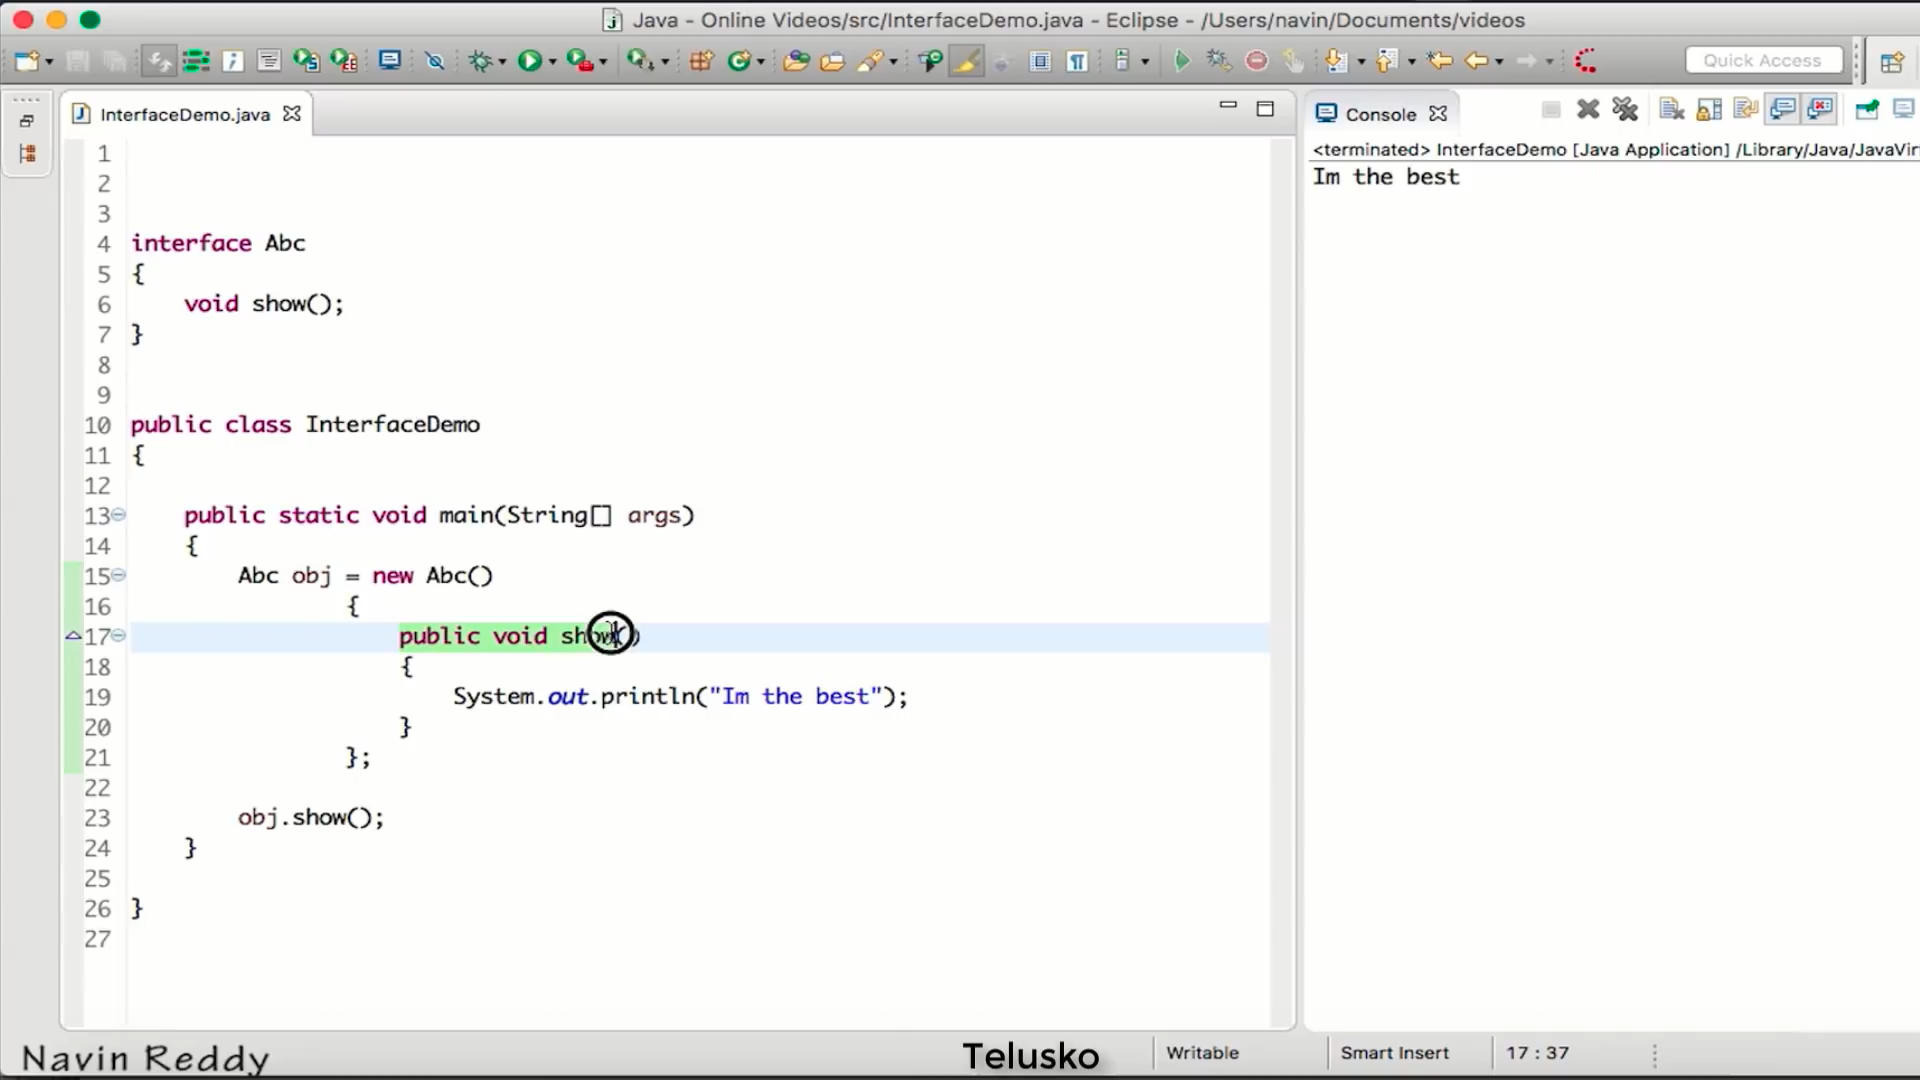 Java - Online Videos/src/InterfaceDemo.java - Eclipse - /Users/navin/Documents/videos
Quick Access
InterfaceDemo.java
1
2
3
4 interface Abc
5 {
6 void show();
7 }
8
9
10 public class InterfaceDemo
11 {
12
13 public static void main(String[] args)
14 {
15 Abc obj = new Abc()
16 {
17 public void show()
18 {
19 System.out.println("Im the best");
20 }
21 };
22
23 obj.show();
24 }
25
26 }
27
Console
<terminated> InterfaceDemo [Java Application] /Library/Java/JavaVir
Im the best
Navin Reddy
Telusko
Writable
Smart Insert
17 : 37